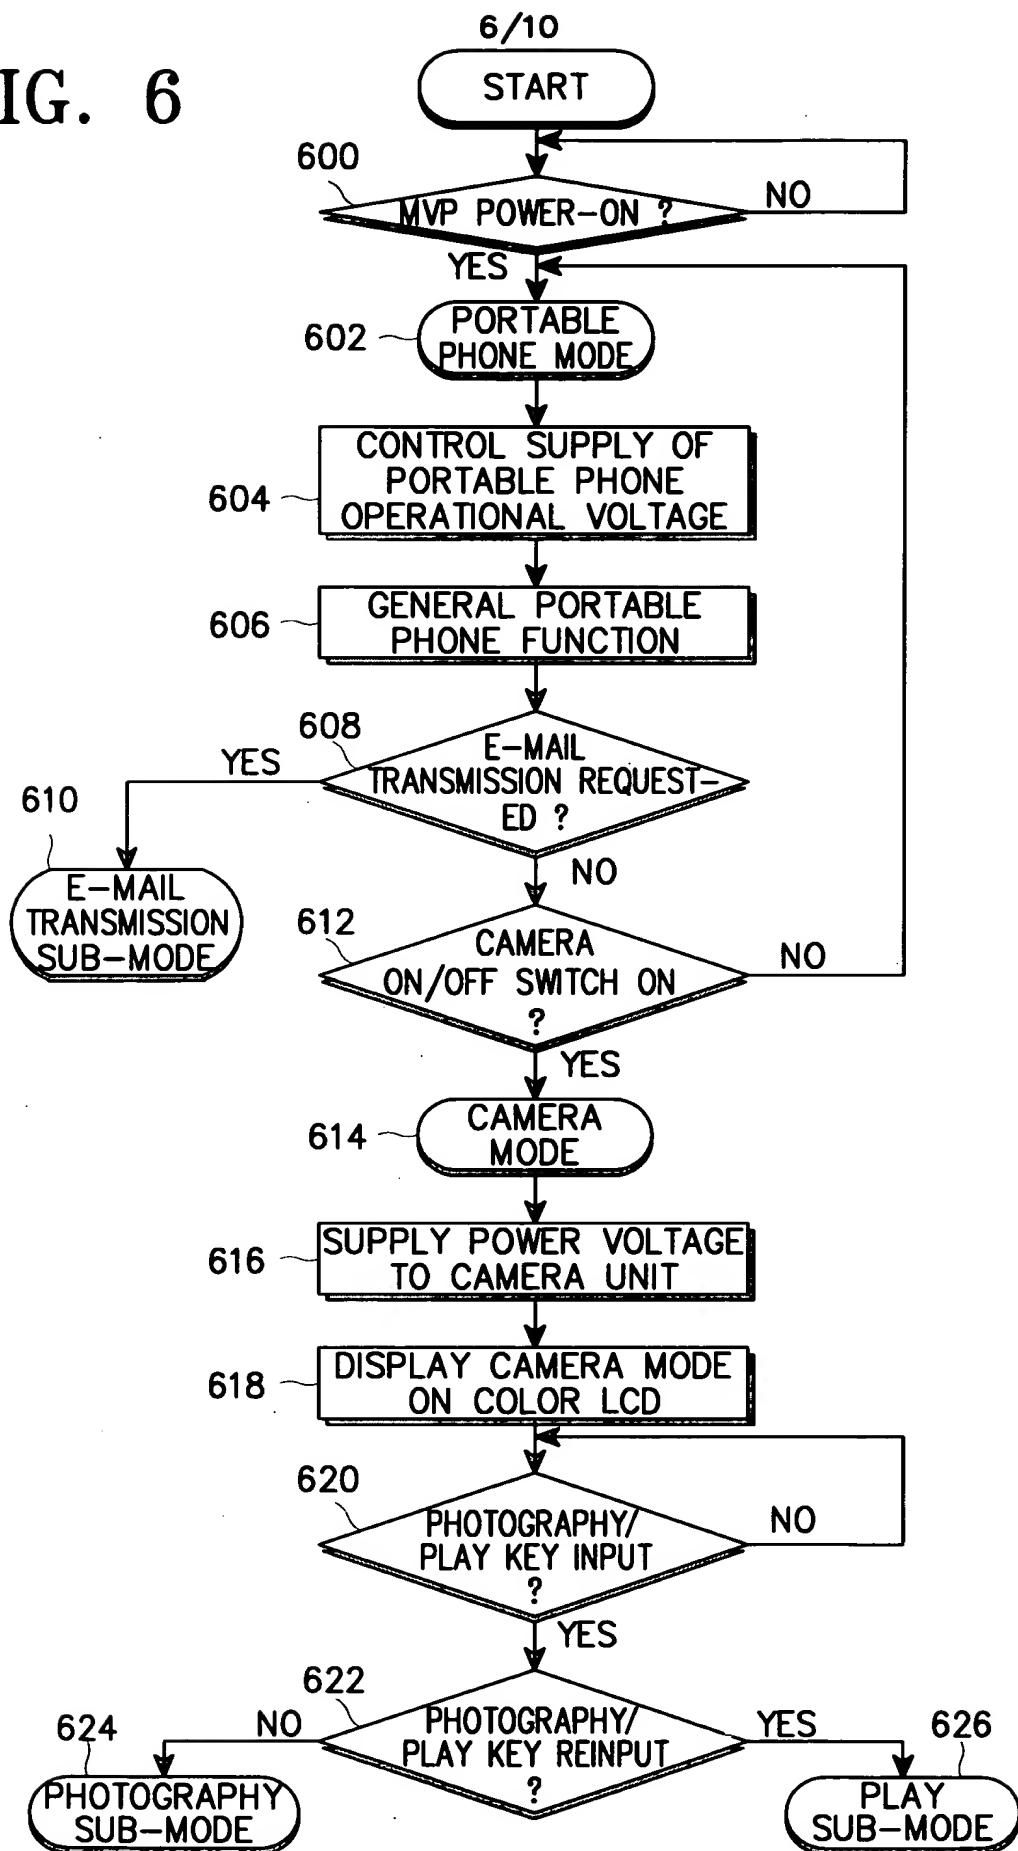 6/10
IG. 6
START
600
MVP POWER-ON ?
NO
YES
602
PORTABLE
PHONE MODE
604
CONTROL SUPPLY OF
PORTABLE PHONE
OPERATIONAL VOLTAGE
606
GENERAL PORTABLE
PHONE FUNCTION
608
E-MAIL
TRANSMISSION REQUEST-
ED ?
YES
NO
610
E-MAIL
TRANSMISSION
SUB-MODE
612
CAMERA
ON/OFF SWITCH ON
?
NO
YES
614
CAMERA
MODE
616
SUPPLY POWER VOLTAGE
TO CAMERA UNIT
618
DISPLAY CAMERA MODE
ON COLOR LCD
620
PHOTOGRAPHY/
PLAY KEY INPUT
?
NO
YES
622
PHOTOGRAPHY/
PLAY KEY REINPUT
?
NO
YES
624
PHOTOGRAPHY
SUB-MODE
626
PLAY
SUB-MODE